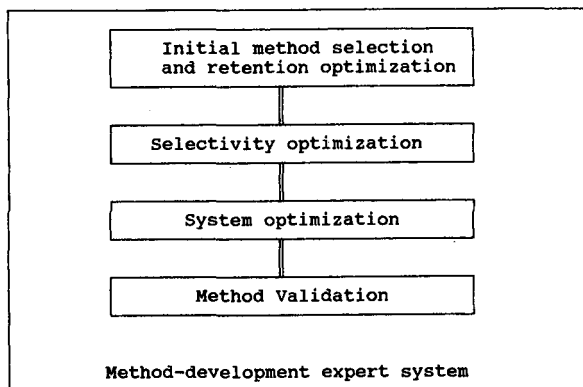 Initial method selection
and retention optimization
Selectivity optimization
System optimization
Method Validation
Method-development expert system